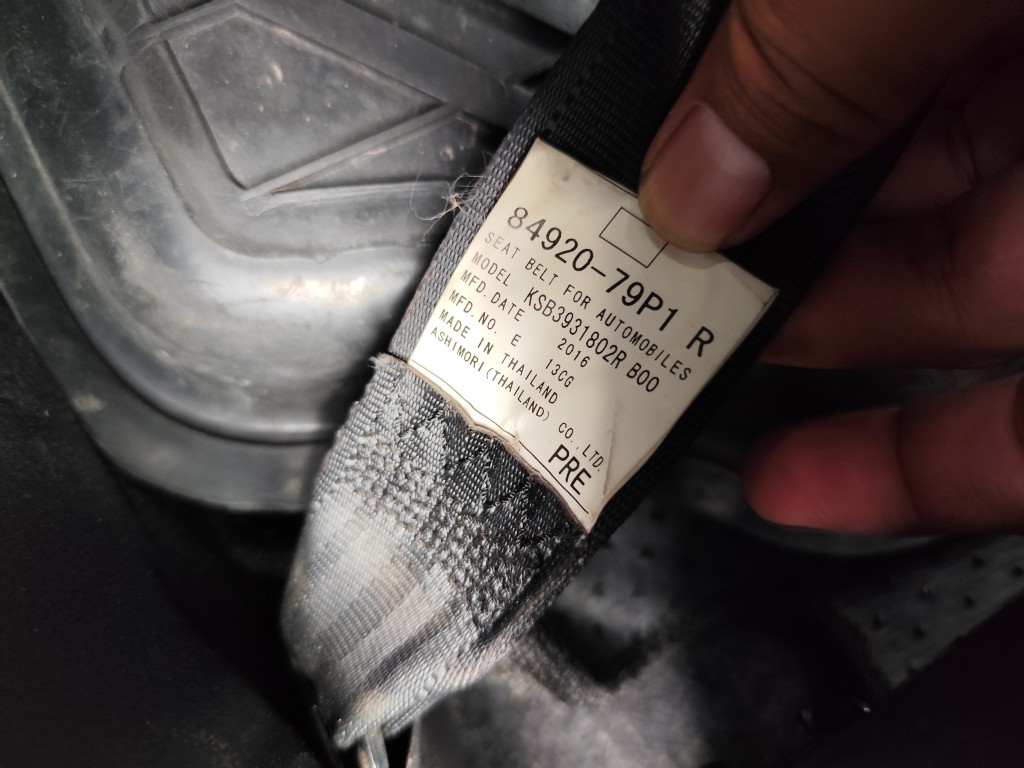 84920-79P1 R
SEAT BELT FOR AUTOMOBILES
MODEL KSB3931802R B00
MFD.DATE 2016
MFD.NO. E 13CG
MADE IN THAILAND
ASHIMORI(THAILAND) CO.,LTD.
PRE